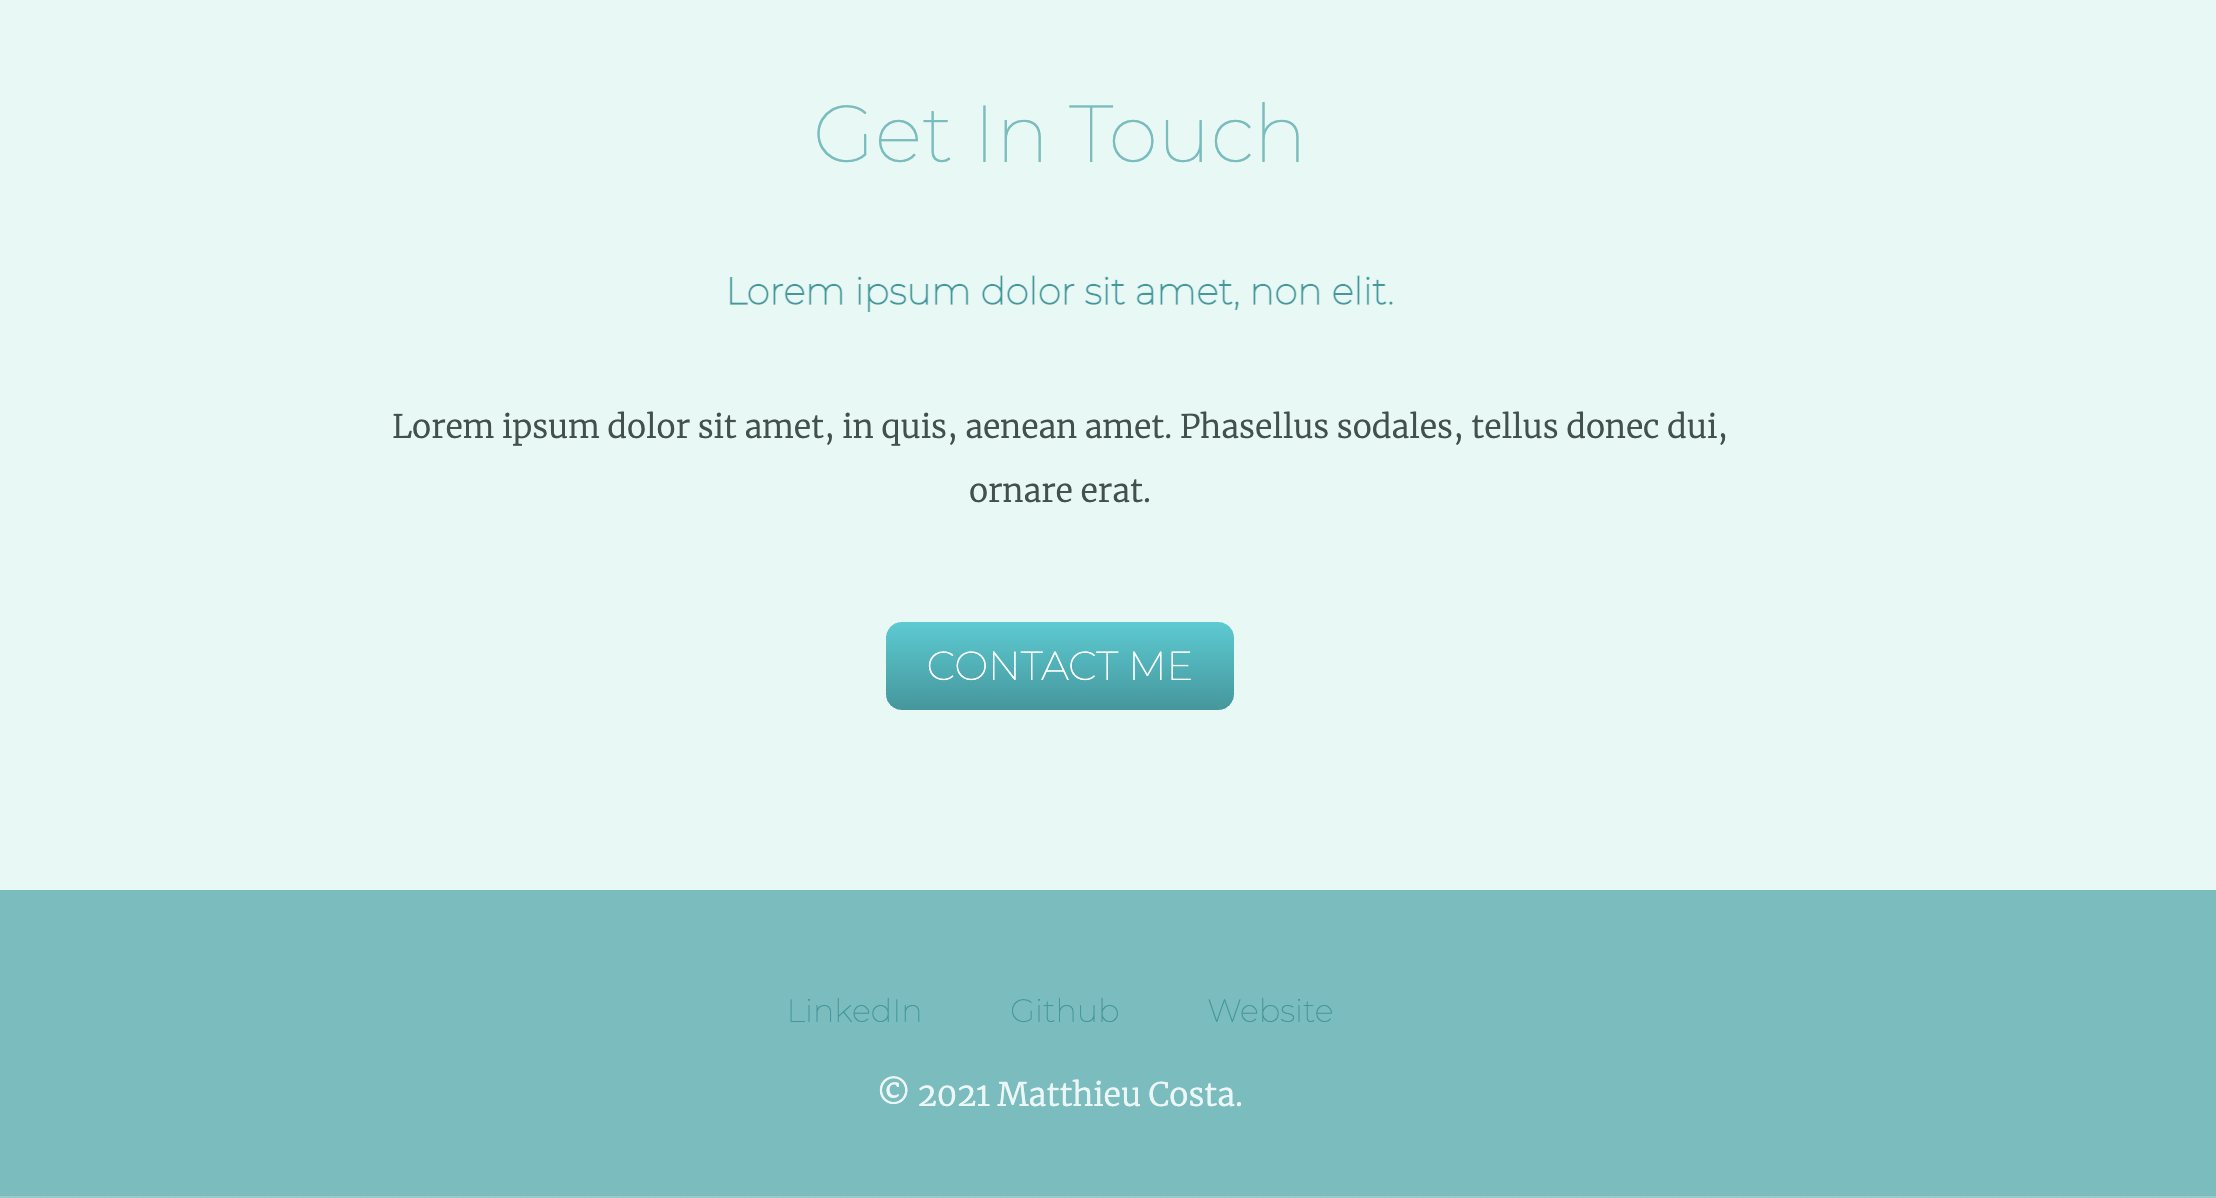 Get In Touch
Lorem ipsum dolor sit amet, non elit.
Lorem ipsum dolor sit amet, in quis, aenean amet. Phasellus sodales, tellus donec dui,
ornare erat.
CONTACT ME
LinkedIn Github Website
© 2021 Matthieu Costa.